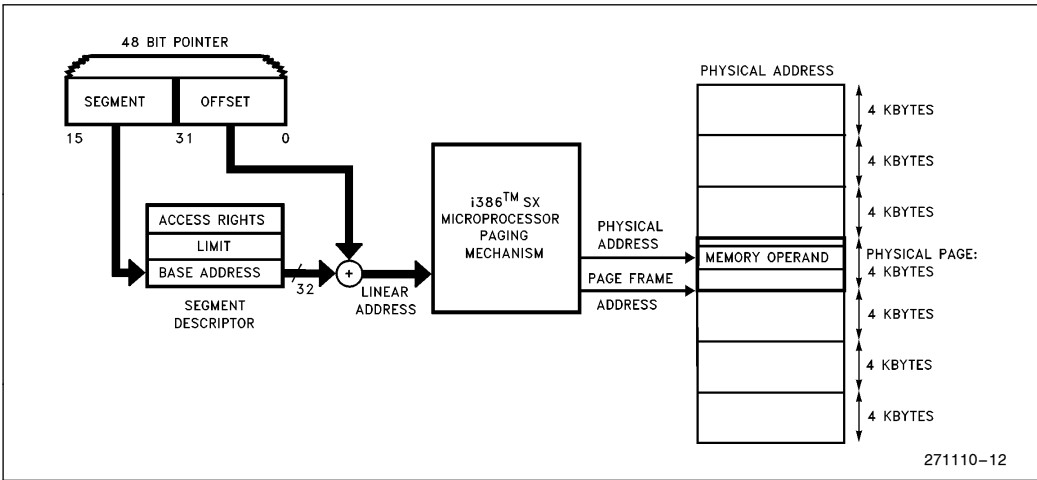 48 BIT POINTER
SEGMENT OFFSET
15 31 0
ACCESS RIGHTS
LIMIT
BASE ADDRESS
32
SEGMENT
DESCRIPTOR
+
LINEAR
ADDRESS
i386™ SX
MICROPROCESSOR
PAGING
MECHANISM
PHYSICAL
ADDRESS
PAGE FRAME
ADDRESS
PHYSICAL ADDRESS
4 KBYTES
4 KBYTES
4 KBYTES
MEMORY OPERAND
PHYSICAL PAGE:
4 KBYTES
4 KBYTES
4 KBYTES
4 KBYTES
271110–12